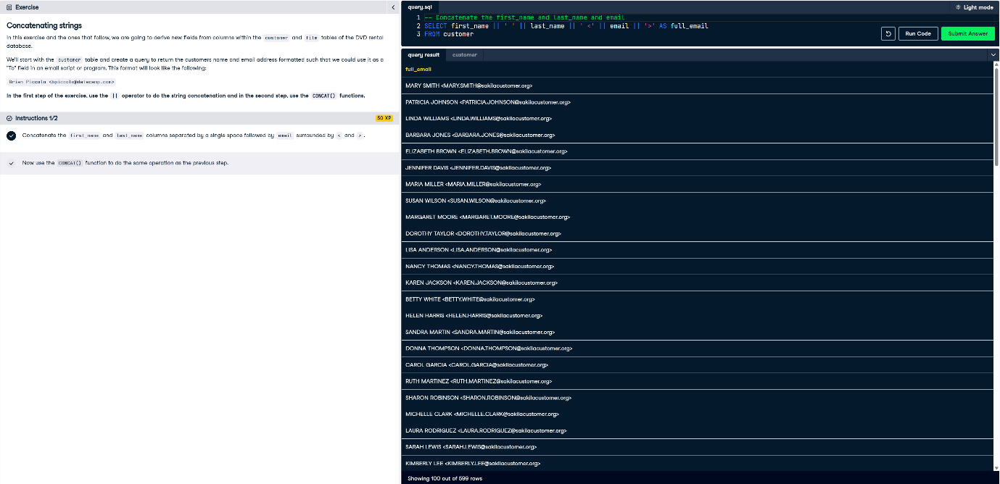 Exercise
Concatenating strings
In this exercise and the ones that follow, we are going to derive new fields from columns within the customer and film tables of the DVD rental
database.
We'll start with the customer table and create a query to return the customers name and email address formatted such that we could use it as a
"To" field in an email script or program. This format will look like the following:
Brian Piccolo <bpiccolo@datacamp.com>
In the first step of the exercise, use the || operator to do the string concatenation and in the second step, use the CONCAT() functions.
Instructions 1/2
50 XP
Concatenate the first_name and last_name columns separated by a single space followed by email surrounded by < and >.
Now use the CONCAT() function to do the same operation as the previous step.
query.sql
Light mode
1 -- Concatenate the first_name and last_name and email
2 SELECT first_name || ' ' || last_name || ' <' || email || '>' AS full_email
3 FROM customer
Run Code
Submit Answer
query result
customer
full_email
MARY SMITH <MARY.SMITH@sakilacustomer.org>
PATRICIA JOHNSON <PATRICIA.JOHNSON@sakilacustomer.org>
LINDA WILLIAMS <LINDA.WILLIAMS@sakilacustomer.org>
BARBARA JONES <BARBARA.JONES@sakilacustomer.org>
ELIZABETH BROWN <ELIZABETH.BROWN@sakilacustomer.org>
JENNIFER DAVIS <JENNIFER.DAVIS@sakilacustomer.org>
MARIA MILLER <MARIA.MILLER@sakilacustomer.org>
SUSAN WILSON <SUSAN.WILSON@sakilacustomer.org>
MARGARET MOORE <MARGARET.MOORE@sakilacustomer.org>
DOROTHY TAYLOR <DOROTHY.TAYLOR@sakilacustomer.org>
LISA ANDERSON <LISA.ANDERSON@sakilacustomer.org>
NANCY THOMAS <NANCY.THOMAS@sakilacustomer.org>
KAREN JACKSON <KAREN.JACKSON@sakilacustomer.org>
BETTY WHITE <BETTY.WHITE@sakilacustomer.org>
HELEN HARRIS <HELEN.HARRIS@sakilacustomer.org>
SANDRA MARTIN <SANDRA.MARTIN@sakilacustomer.org>
DONNA THOMPSON <DONNA.THOMPSON@sakilacustomer.org>
CAROL GARCIA <CAROL.GARCIA@sakilacustomer.org>
RUTH MARTINEZ <RUTH.MARTINEZ@sakilacustomer.org>
SHARON ROBINSON <SHARON.ROBINSON@sakilacustomer.org>
MICHELLE CLARK <MICHELLE.CLARK@sakilacustomer.org>
LAURA RODRIGUEZ <LAURA.RODRIGUEZ@sakilacustomer.org>
SARAH LEWIS <SARAH.LEWIS@sakilacustomer.org>
KIMBERLY LEE <KIMBERLY.LEE@sakilacustomer.org>
Showing 100 out of 599 rows